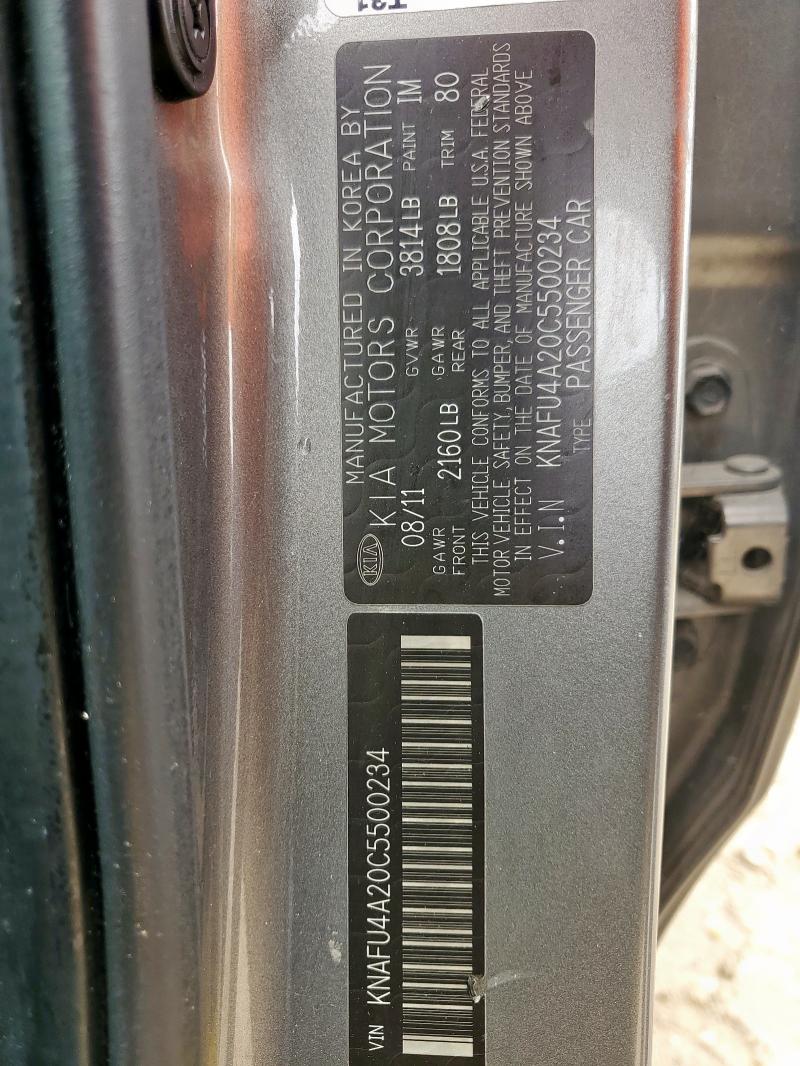 T21
MANUFACTURED IN KOREA BY
KIA KIA MOTORS CORPORATION
08/11 GVWR 3814LB PAINT IM
GAWR FRONT 2160LB GAWR REAR 1808LB TRIM 80
THIS VEHICLE CONFORMS TO ALL APPLICABLE U.S.A. FEDERAL
MOTOR VEHICLE SAFETY, BUMPER, AND THEFT PREVENTION STANDARDS
IN EFFECT ON THE DATE OF MANUFACTURE SHOWN ABOVE
V.I.N KNAFU4A20C5500234
TYPE PASSENGER CAR
VIN KNAFU4A20C5500234